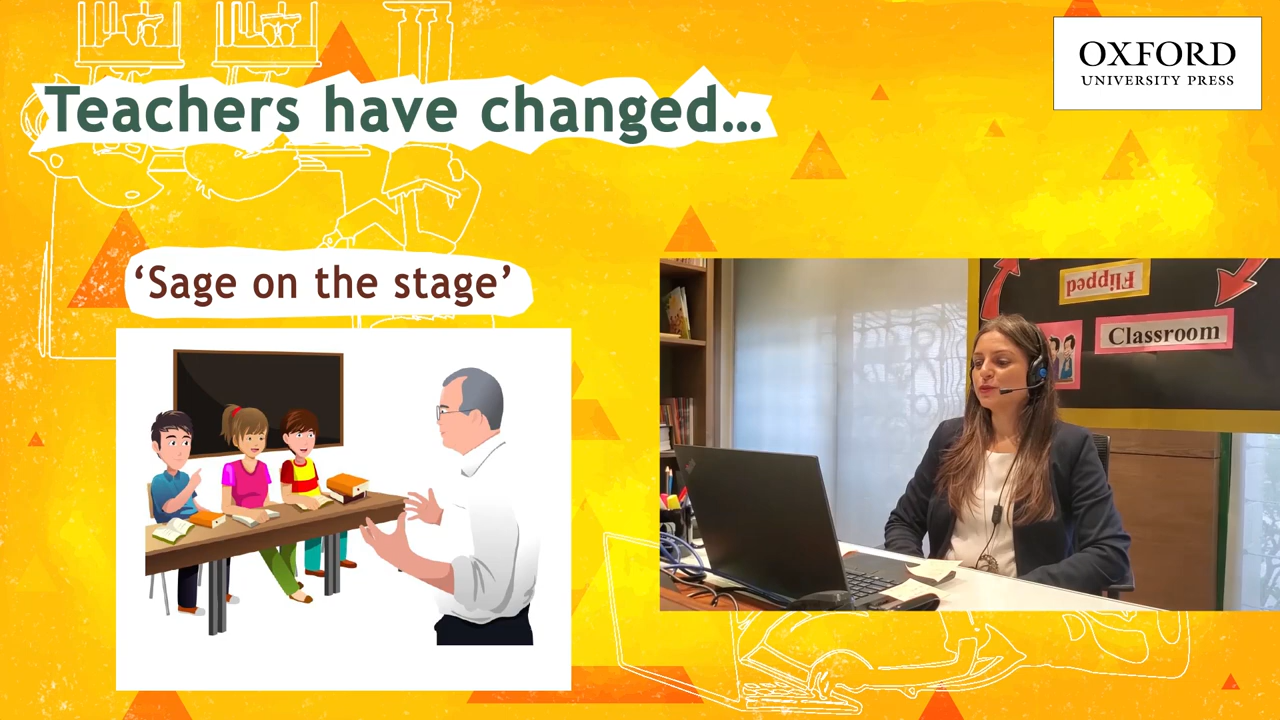 Teachers have changed...
OXFORD
UNIVERSITY PRESS
‘Sage on the stage’
Flipped
Classroom